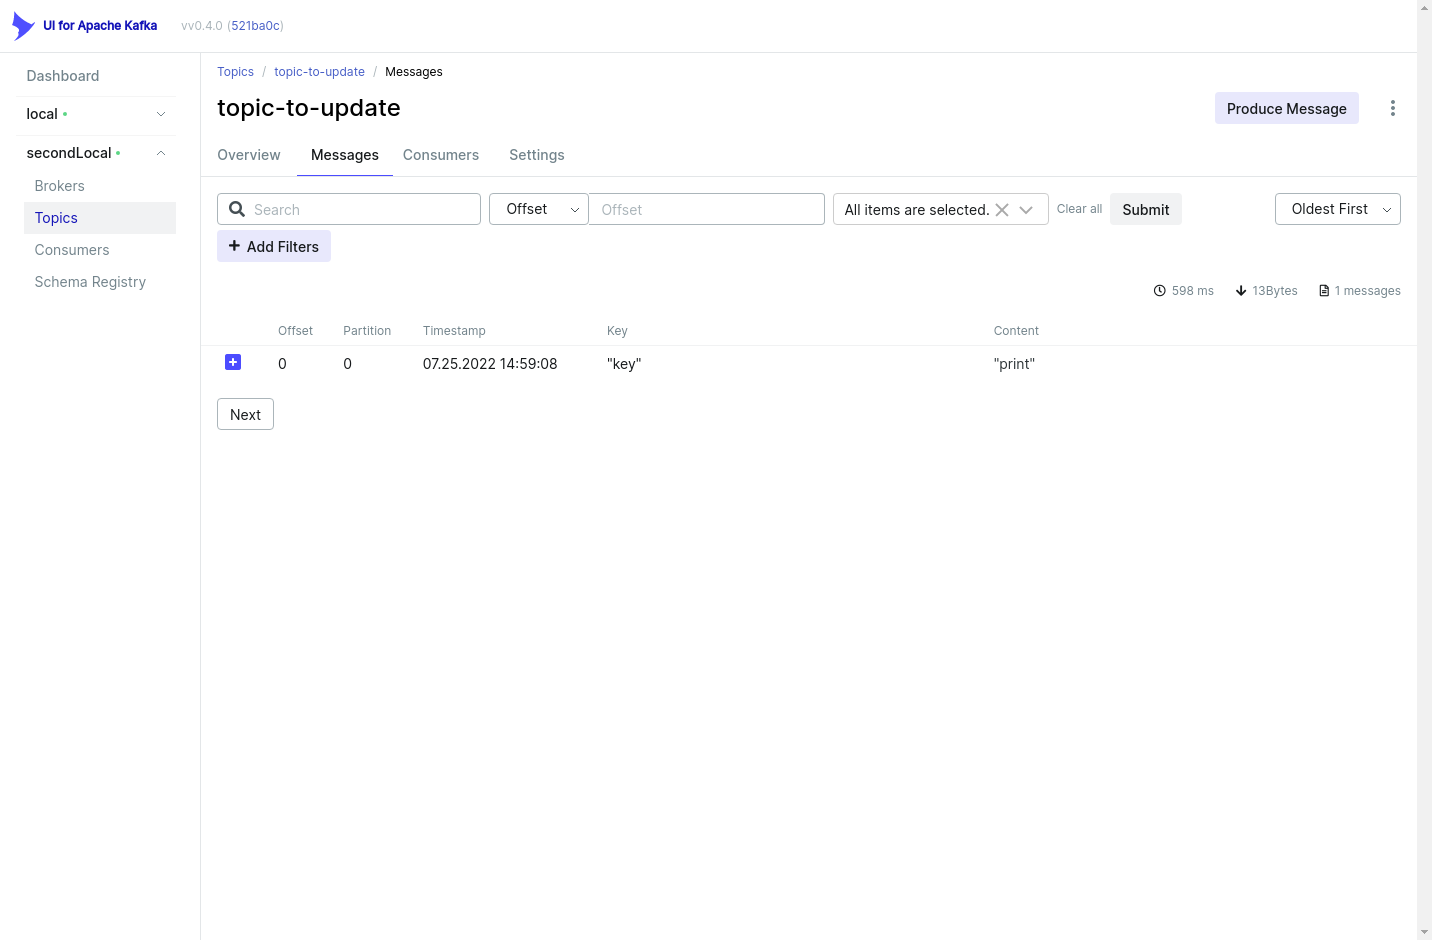 UI for Apache Kafka vv0.4.0 (521ba0c)
Dashboard
local
secondLocal
Brokers
Topics
Consumers
Schema Registry
Topics / topic-to-update / Messages
topic-to-update
Produce Message
Overview Messages Consumers Settings
Search Offset Offset All items are selected. Clear all Submit Oldest First
Add Filters
598 ms 13Bytes 1 messages
Offset Partition Timestamp Key Content
0 0 07.25.2022 14:59:08 "key" "print"
Next